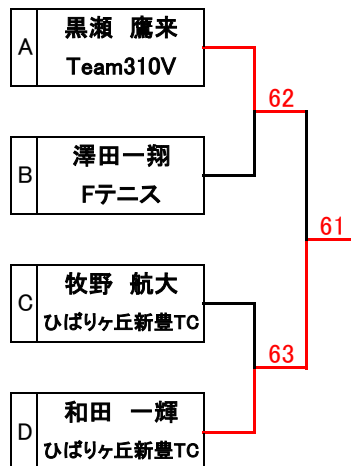 A
黒瀬 鷹来
Team310V
62
B
澤田一翔
Fテニス
61
C
牧野 航大
ひばりヶ丘新豊TC
63
D
和田 一輝
ひばりヶ丘新豊TC